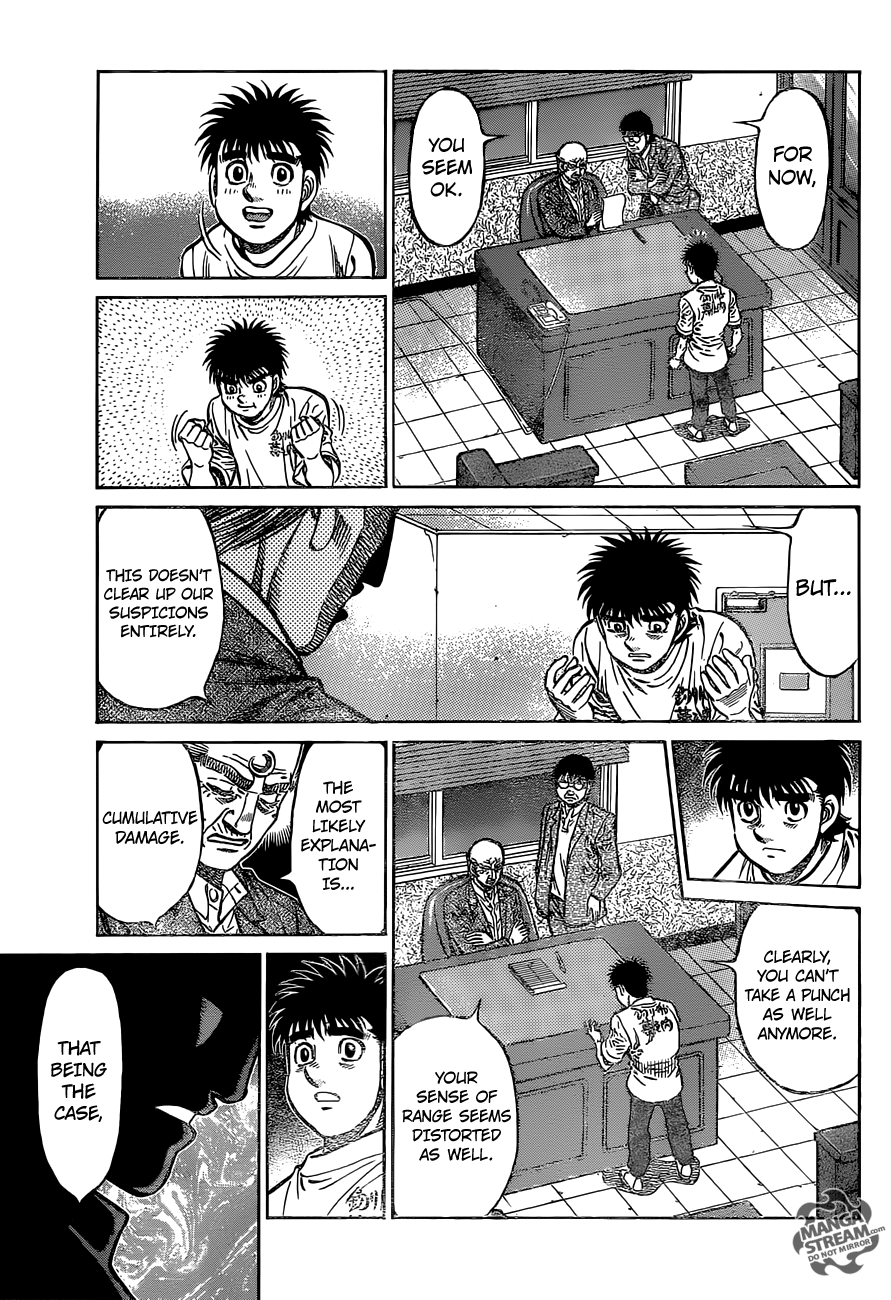 FOR
NOW,
YOU
SEEM
OK.
BUT...
THIS DOESN'T
CLEAR UP OUR
SUSPICIONS
ENTIRELY.
CLEARLY,
YOU CAN'T
TAKE A PUNCH
AS WELL
ANYMORE.
YOUR
SENSE OF
RANGE SEEMS
DISTORTED
AS WELL.
THE
MOST
LIKELY
EXPLANA-
TION
IS...
CUMULATIVE
DAMAGE.
THAT
BEING
THE
CASE,
MANGA
STREAM.com
DO NOT MIRROR